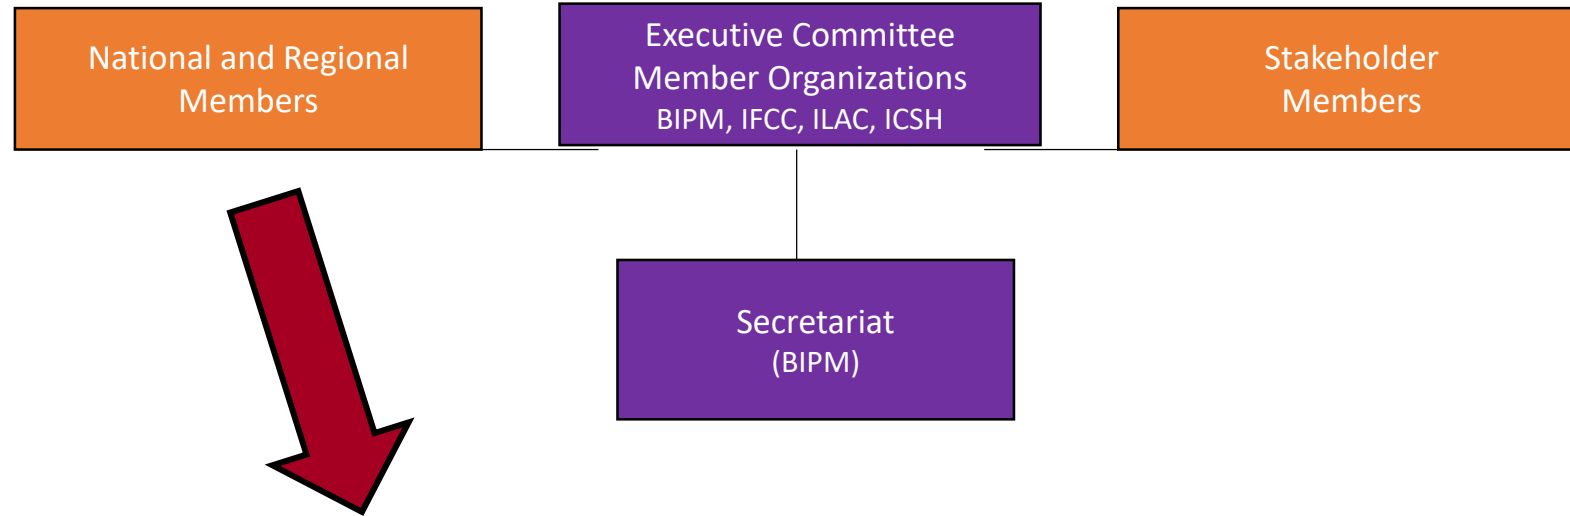 National and Regional
Members
Executive Committee
Member Organizations
BIPM, IFCC, ILAC, ICSH
Stakeholder
Members
Secretariat
(BIPM)